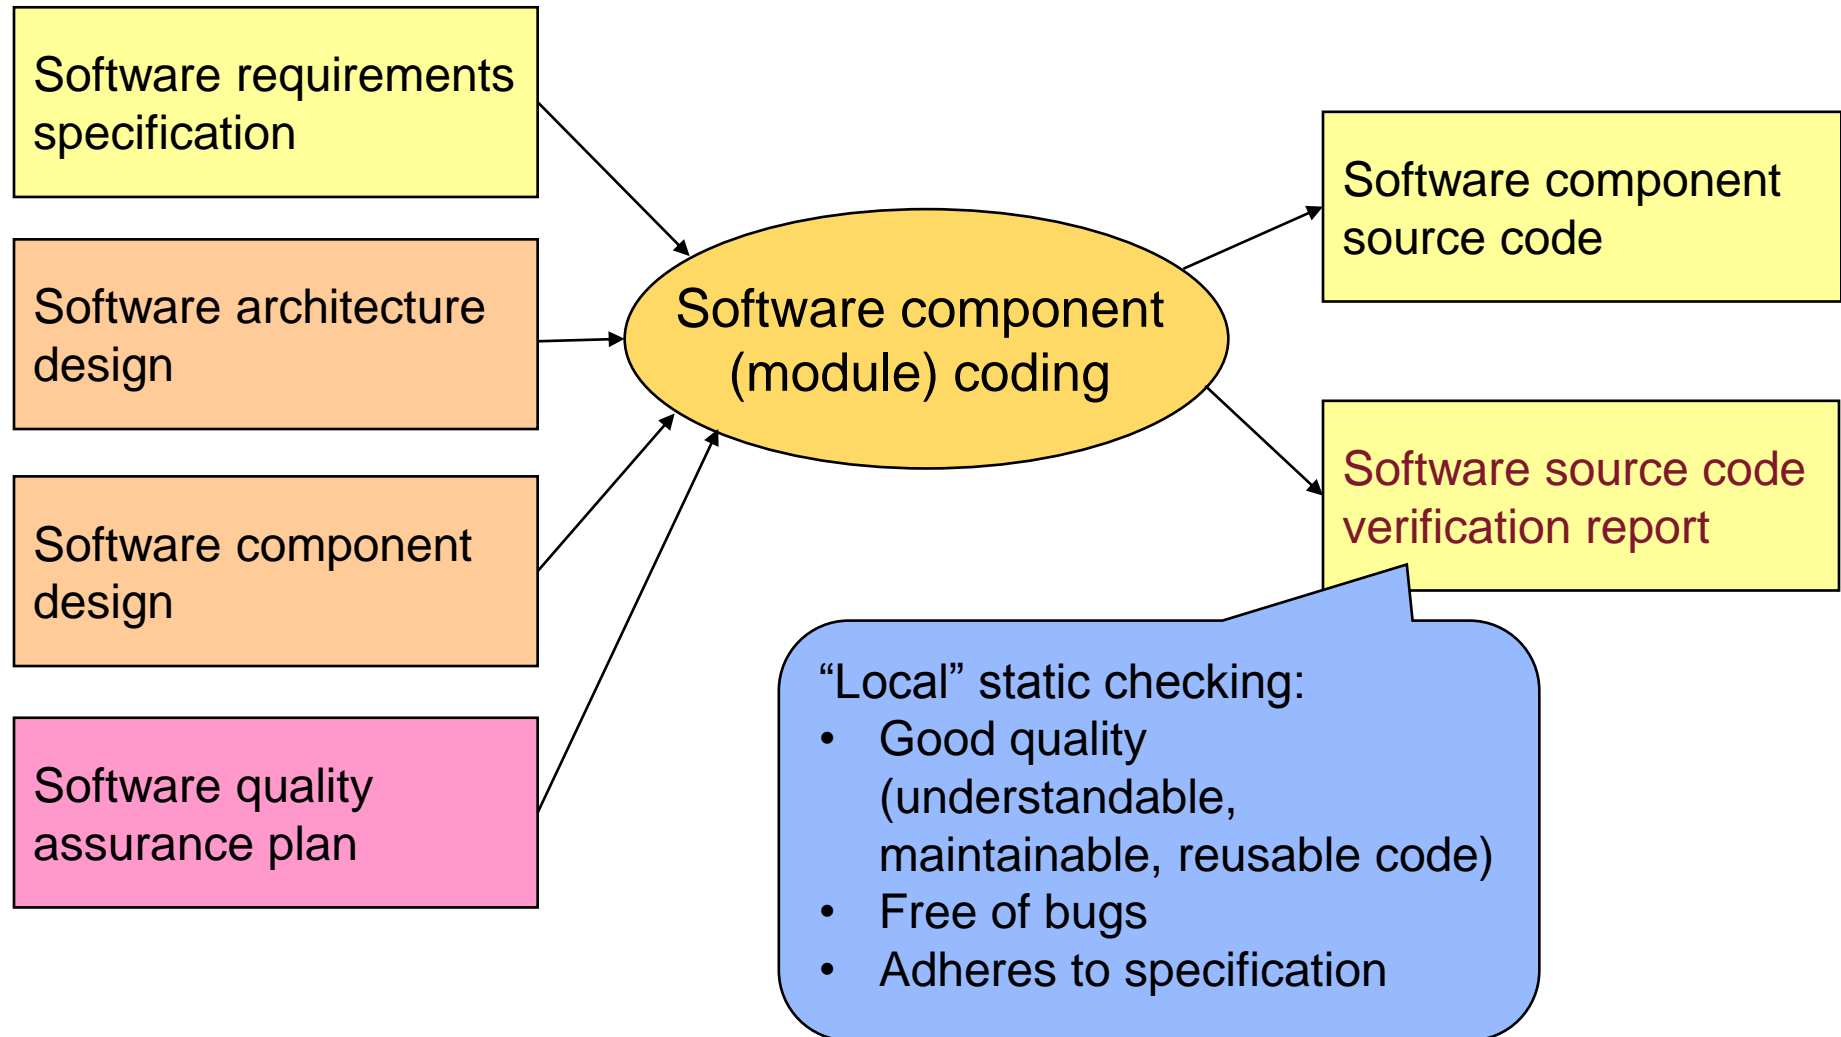 Software requirements
specification
Software architecture
design
Software component
design
Software quality
assurance plan
Software component
(module) coding
Software component
source code
Software source code
verification report
“Local” static checking:
• Good quality
(understandable,
maintainable, reusable code)
• Free of bugs
• Adheres to specification